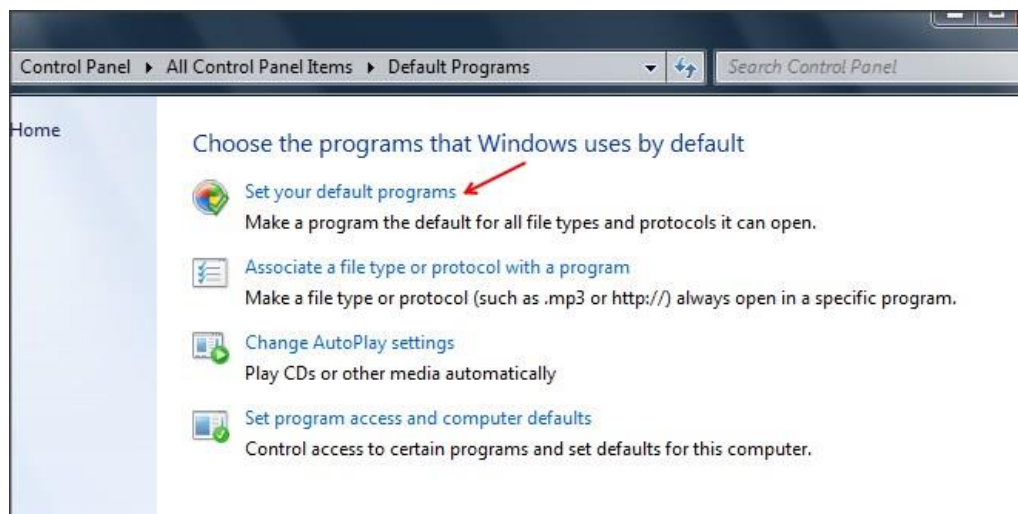 Control Panel ▸ All Control Panel Items ▸ Default Programs
Search Control Panel
Home
Choose the programs that Windows uses by default
Set your default programs
Make a program the default for all file types and protocols it can open.
Associate a file type or protocol with a program
Make a file type or protocol (such as .mp3 or http://) always open in a specific program.
Change AutoPlay settings
Play CDs or other media automatically
Set program access and computer defaults
Control access to certain programs and set defaults for this computer.